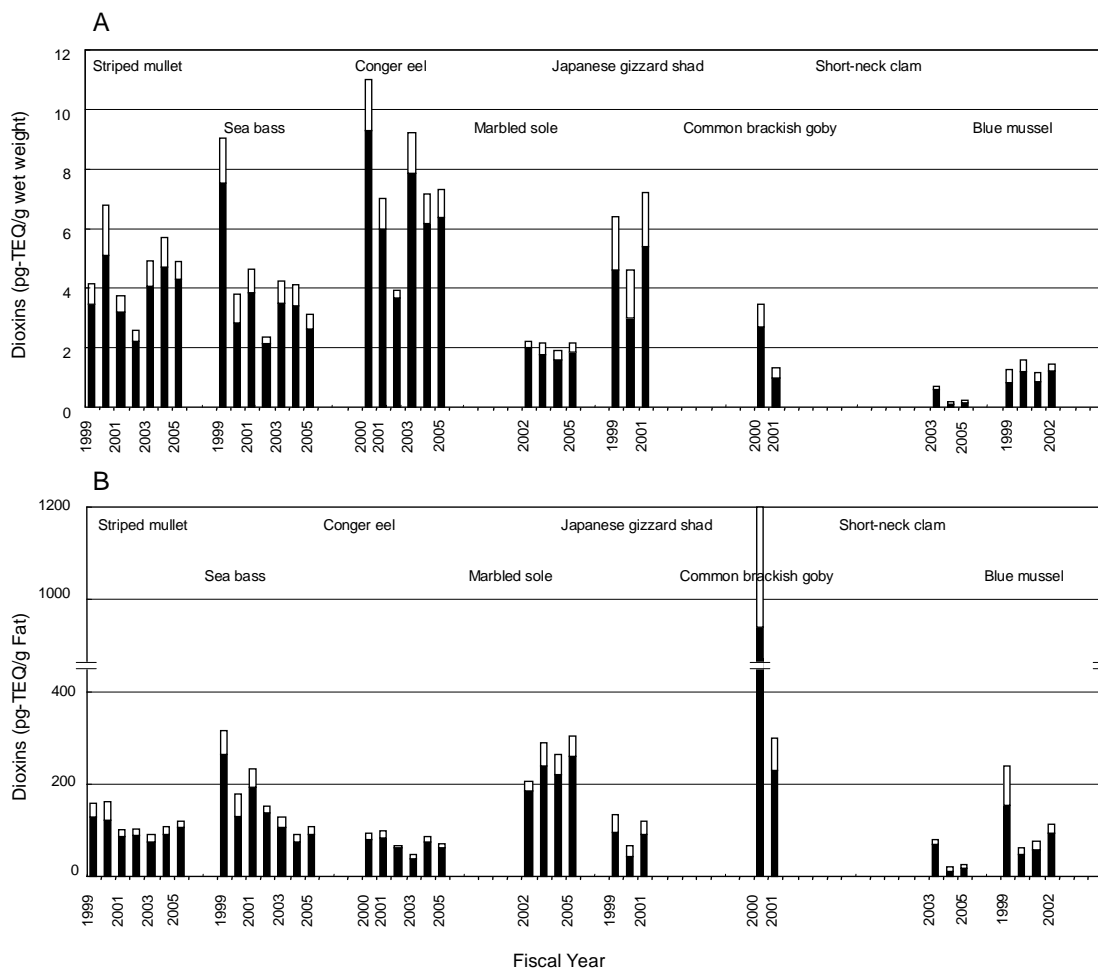 A
12
10
8
6
4
2
0
Dioxins (pg-TEQ/g wet weight)
Striped mullet Conger eel Japanese gizzard shad Short-neck clam
Sea bass Marbled sole Common brackish goby Blue mussel
1999 2001 2003 2005 1999 2001 2003 2005 2000 2001 2003 2005 2002 2005 1999 2001 2000 2001 2003 2005 1999 2002
B
1200
1000
400
200
0
Dioxins (pg-TEQ/g Fat)
Striped mullet Conger eel Japanese gizzard shad Short-neck clam
Sea bass Marbled sole Common brackish goby Blue mussel
1999 2001 2003 2005 1999 2001 2003 2005 2000 2001 2003 2005 2002 2005 1999 2001 2000 2001 2003 2005 1999 2002
Fiscal Year